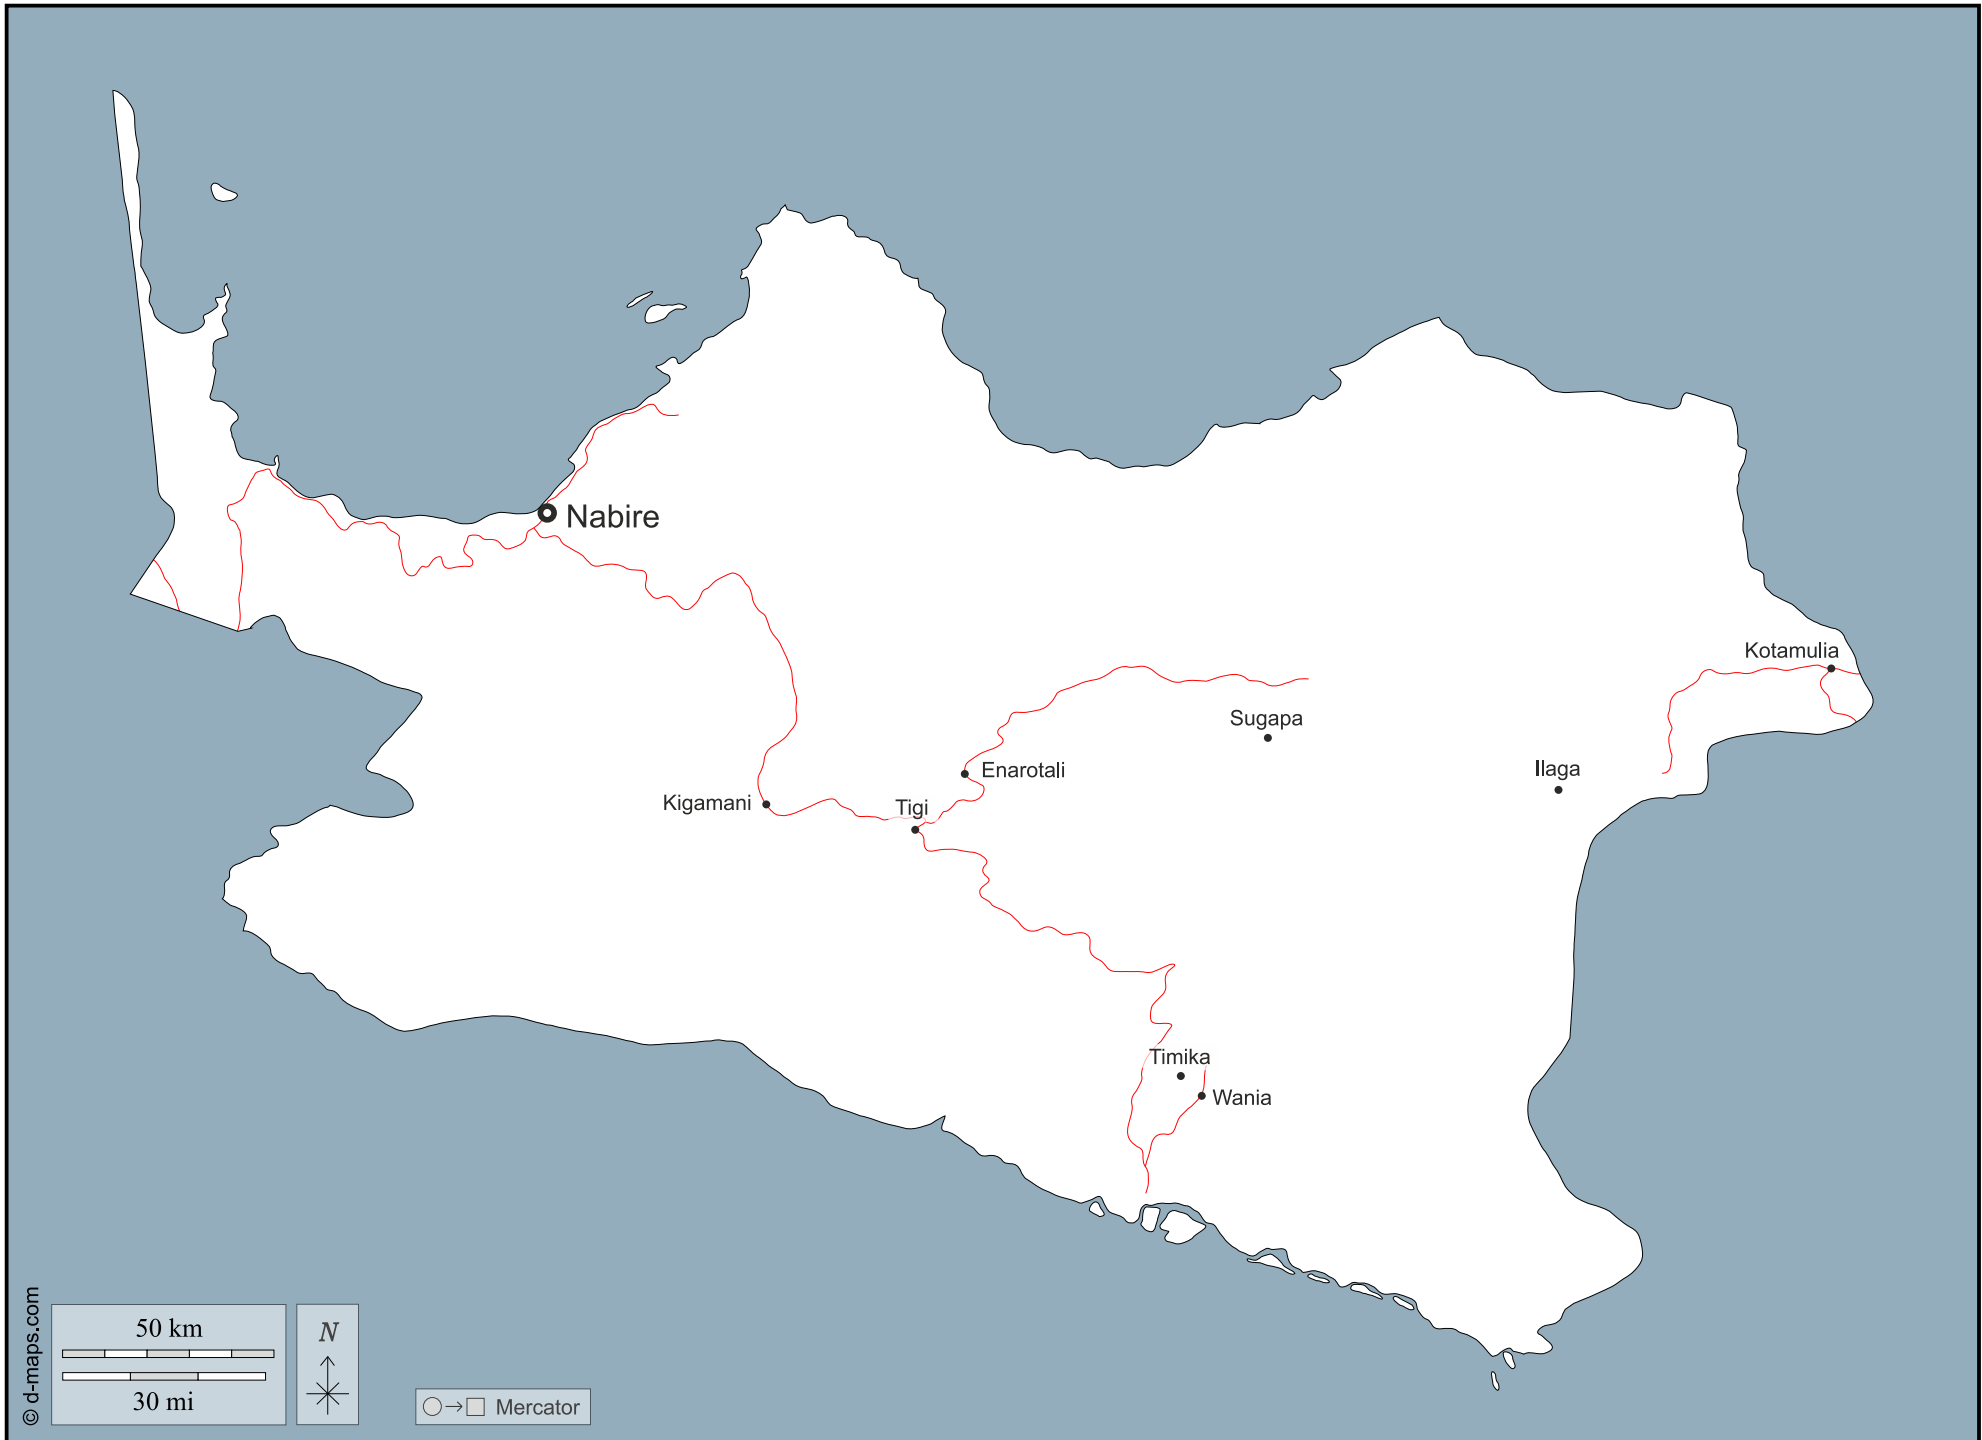 Nabire
Kotamulia
Sugapa
Enarotali
Ilaga
Kigamani
Tigi
Timika
Wania
© d-maps.com
50 km
30 mi
N
Mercator